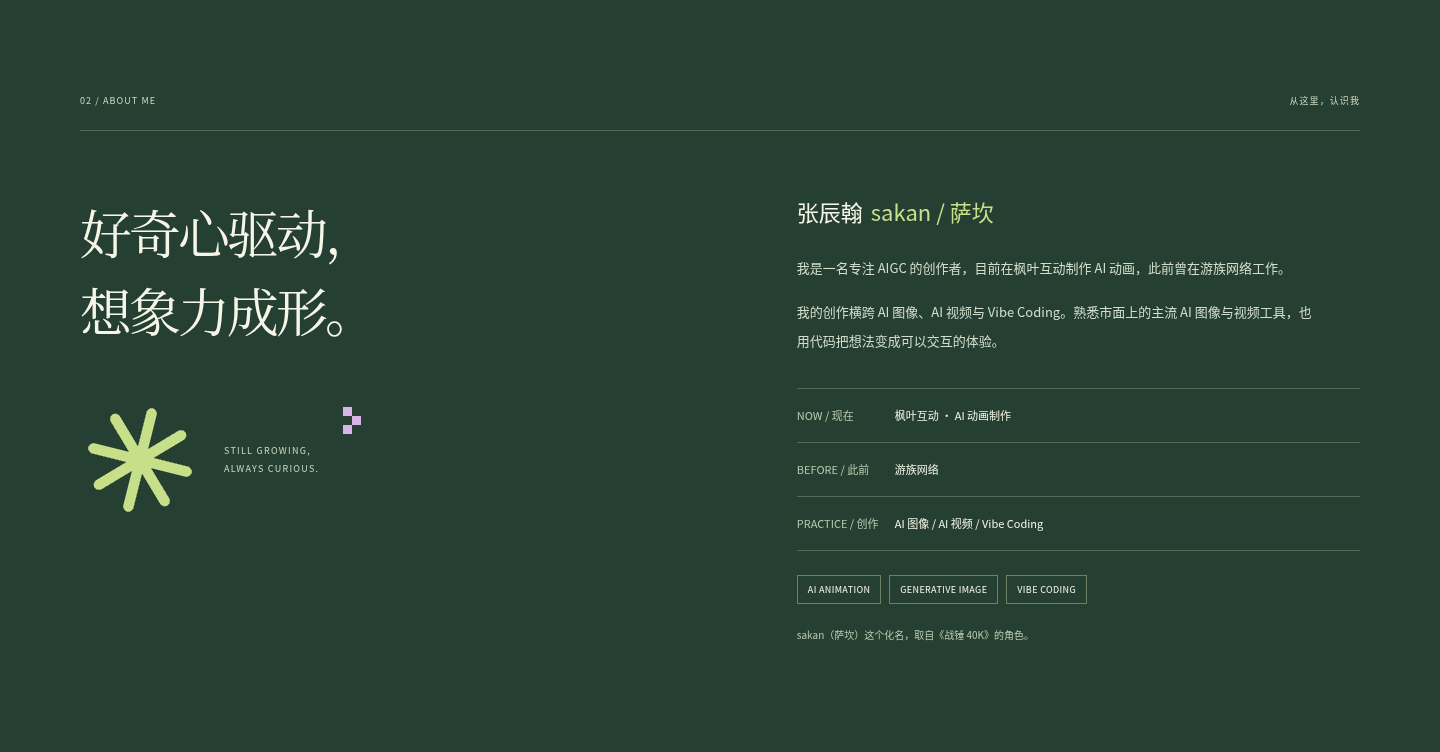 02 / ABOUT ME
从这里，认识我
好奇心驱动,
想象力成形。
STILL GROWING,
ALWAYS CURIOUS.
张辰翰 sakan / 萨坎
我是一名专注 AIGC 的创作者，目前在枫叶互动制作 AI 动画，此前曾在游族网络工作。
我的创作横跨 AI 图像、AI 视频与 Vibe Coding。熟悉市面上的主流 AI 图像与视频工具，也
用代码把想法变成可以交互的体验。
NOW / 现在 枫叶互动 · AI 动画制作
BEFORE / 此前 游族网络
PRACTICE / 创作 AI 图像 / AI 视频 / Vibe Coding
AI ANIMATION GENERATIVE IMAGE VIBE CODING
sakan（萨坎）这个化名，取自《战锤 40K》的角色。